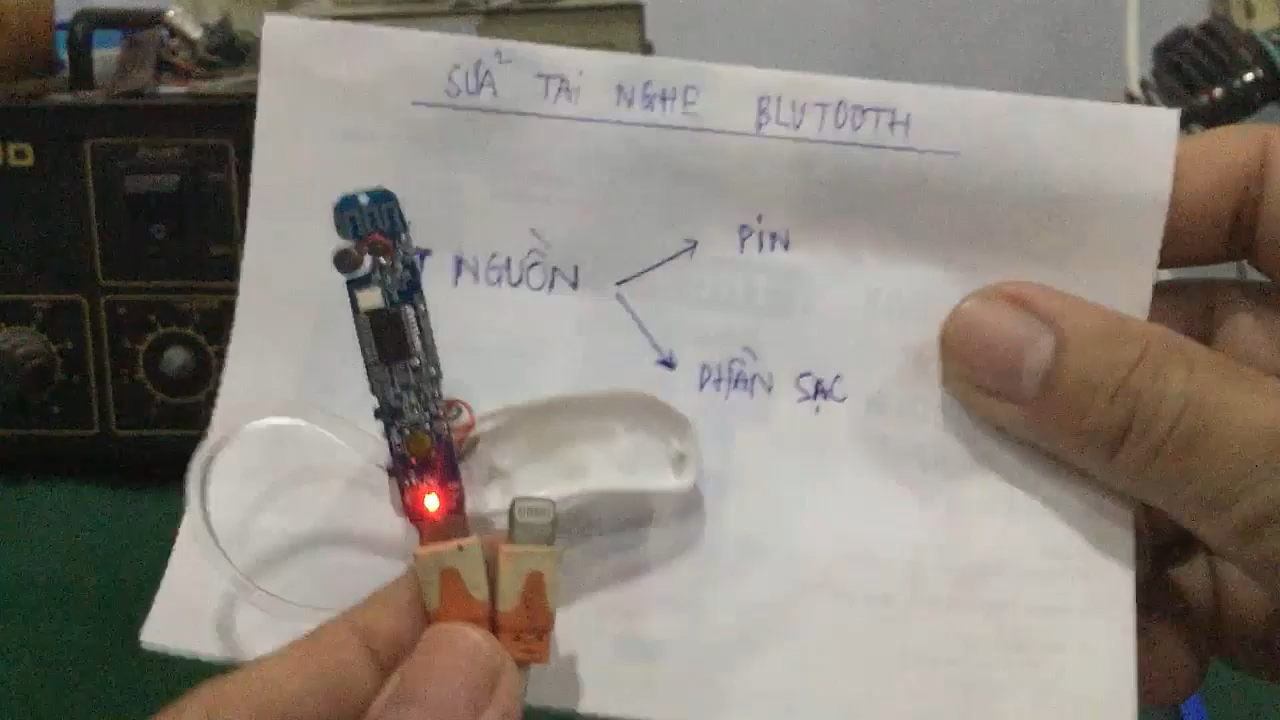 SỬA TAI NGHE BLUTOOTH
NGUỒN
PIN
PHẦN SẠC